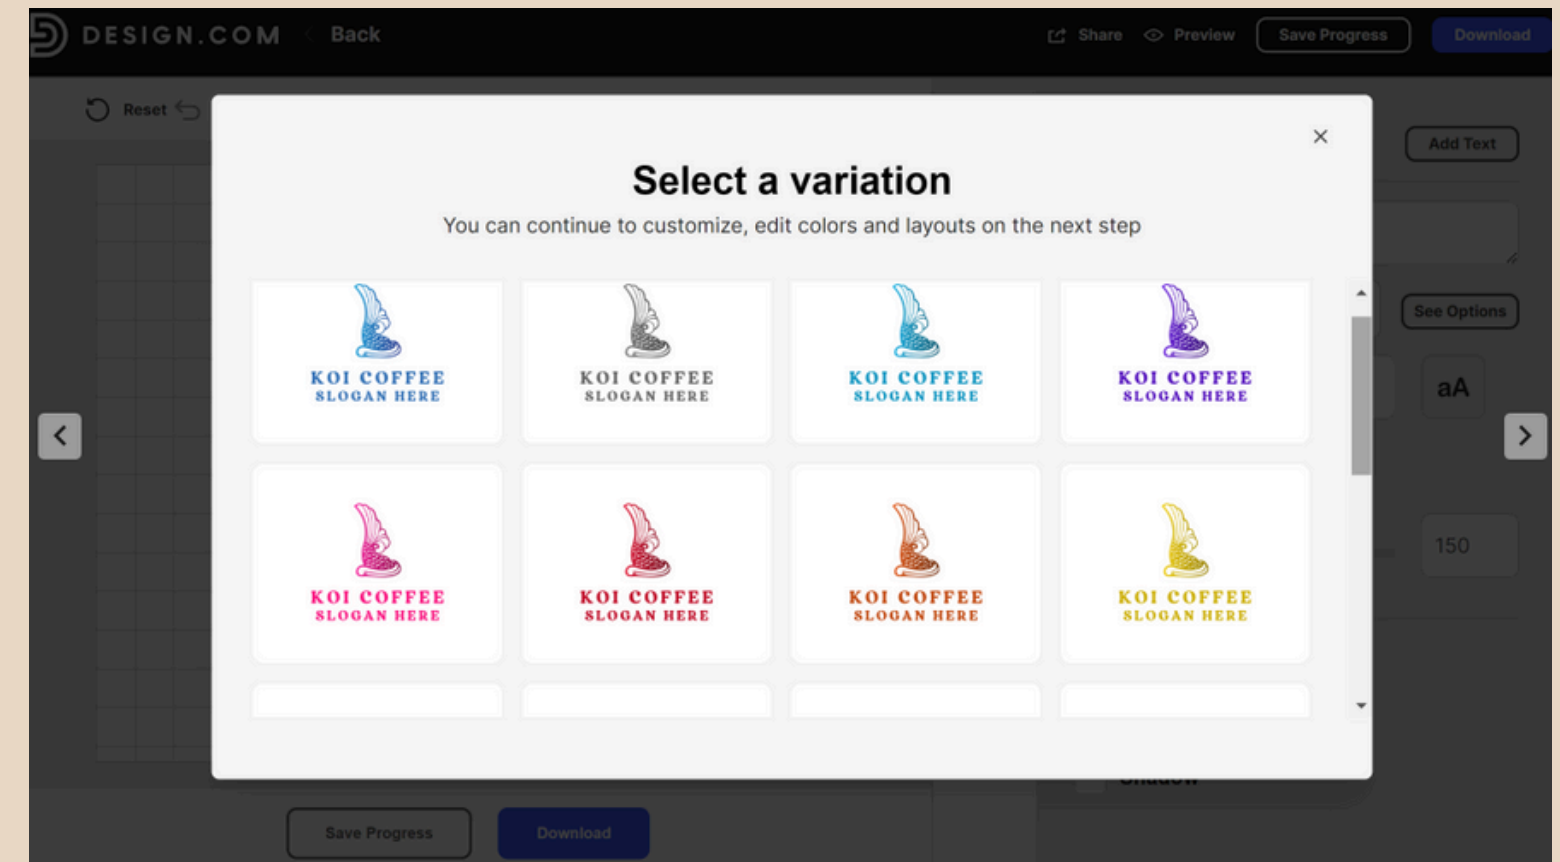 DESIGN.COM
Back
Share
Preview
Save Progress
Download
Reset
Add Text
Select a variation
You can continue to customize, edit colors and layouts on the next step
See Options
aA
KOI COFFEE
SLOGAN HERE
KOI COFFEE
SLOGAN HERE
KOI COFFEE
SLOGAN HERE
KOI COFFEE
SLOGAN HERE
150
KOI COFFEE
SLOGAN HERE
KOI COFFEE
SLOGAN HERE
KOI COFFEE
SLOGAN HERE
KOI COFFEE
SLOGAN HERE
Shadow
Save Progress
Download